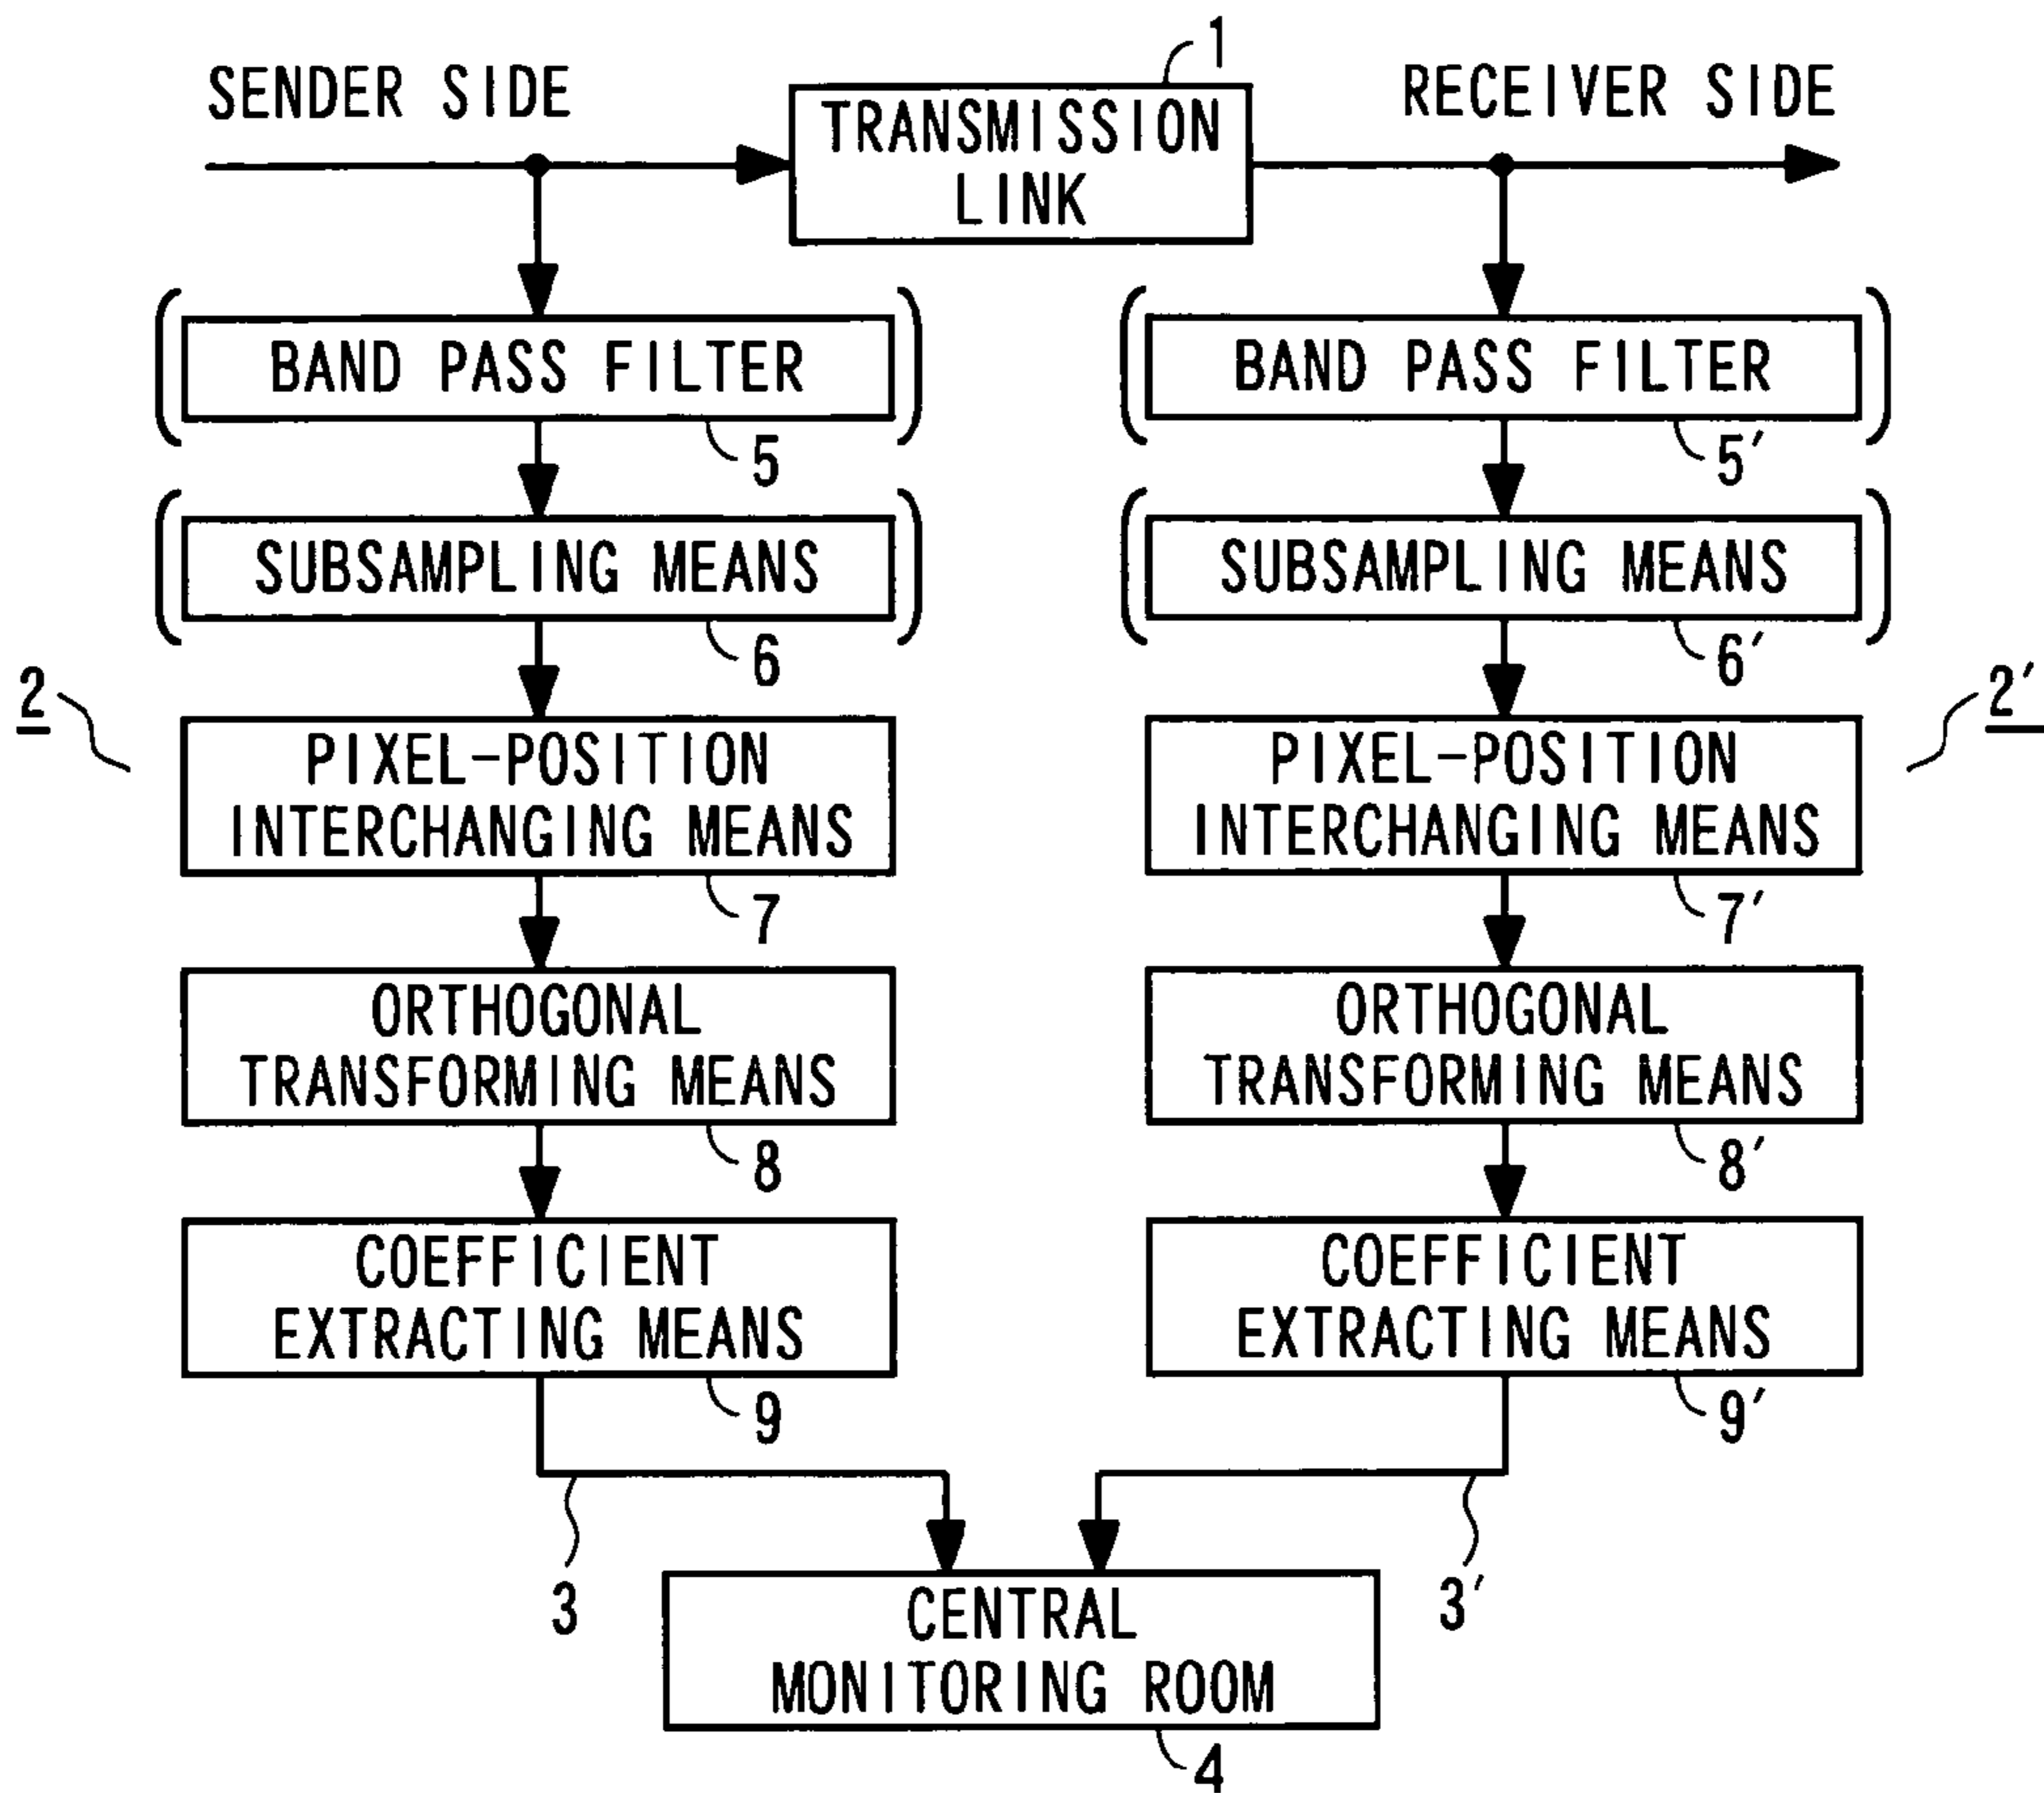 1
SENDER SIDE
RECEIVER SIDE
TRANSMISSION
LINK
BAND PASS FILTER
BAND PASS FILTER
5
5'
SUBSAMPLING MEANS
SUBSAMPLING MEANS
6
6'
2
2'
PIXEL-POSITION
INTERCHANGING MEANS
PIXEL-POSITION
INTERCHANGING MEANS
7
7'
ORTHOGONAL
TRANSFORMING MEANS
ORTHOGONAL
TRANSFORMING MEANS
8
8'
COEFFICIENT
EXTRACTING MEANS
COEFFICIENT
EXTRACTING MEANS
9
9'
3
3'
CENTRAL
MONITORING ROOM
4